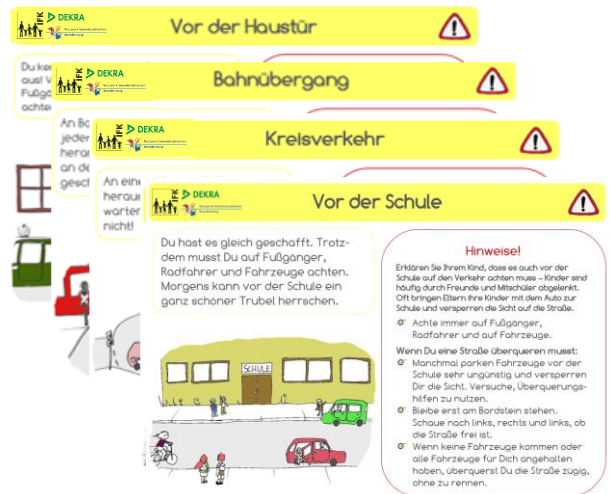 IFK
DEKRA
Vor der Haustür
Du
aus! V
Fußgä
achte
IFK
DEKRA
Bahnübergang
An Ba
jeder
herau
an de
gesch
IFK
DEKRA
Kreisverkehr
An ein
herau
warte
nicht!
IFK
DEKRA
Vor der Schule
Du hast es gleich geschafft. Trotz-
dem musst Du auf Fußgänger,
Radfahrer und Fahrzeuge achten.
Morgens kann vor der Schule ein
ganz schöner Trubel herrschen.
SCHULE
Hinweise!
Erklären Sie Ihrem Kind, dass es auch vor der
Schule auf den Verkehr achten muss – Kinder sind
häufig durch Freunde und Mitschüler abgelenkt.
Oft bringen Eltern ihre Kinder mit dem Auto zur
Schule und versperren die Sicht auf die Straße.
Achte immer auf Fußgänger,
Radfahrer und auf Fahrzeuge.
Wenn Du eine Straße überqueren musst:
Manchmal parken Fahrzeuge vor der
Schule sehr ungünstig und versperren
Dir die Sicht. Versuche, Überquerungs-
hilfen zu nutzen.
Bleibe erst am Bordstein stehen.
Schaue nach links, rechts und links, ob
die Straße frei ist.
Wenn keine Fahrzeuge kommen oder
alle Fahrzeuge für Dich angehalten
haben, überquerst Du die Straße zügig,
ohne zu rennen.